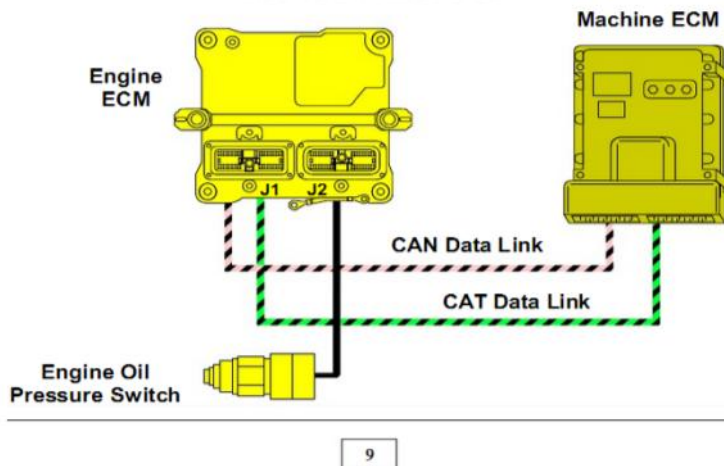 Machine ECM
Engine
ECM
J1 J2
CAN Data Link
CAT Data Link
Engine Oil
Pressure Switch
9